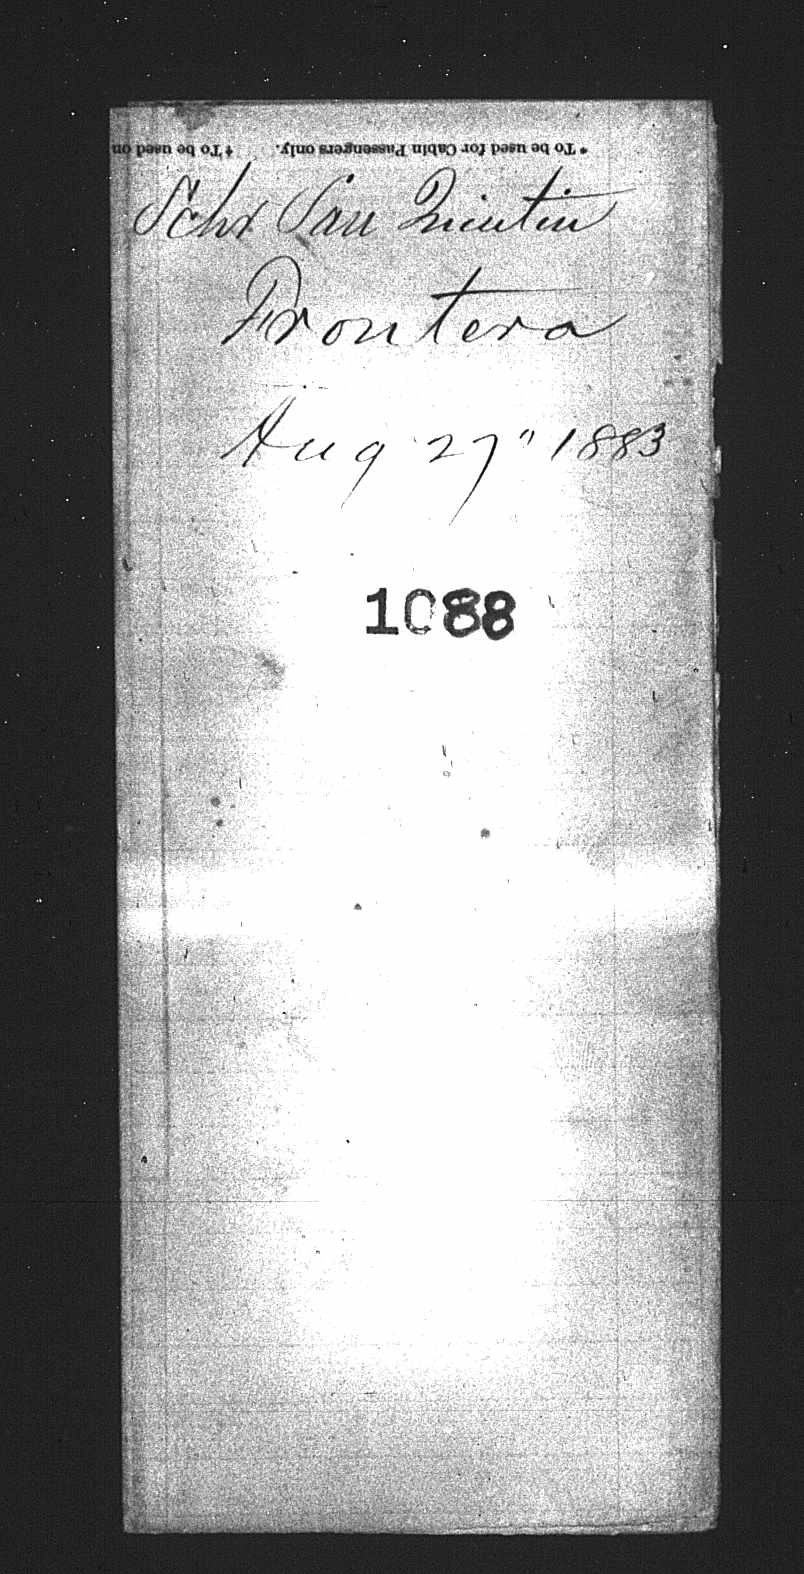 * To be used for Cabin Passengers only. † To be used on
Schr San Quintin
Frontera
Aug 27" 1883
1088